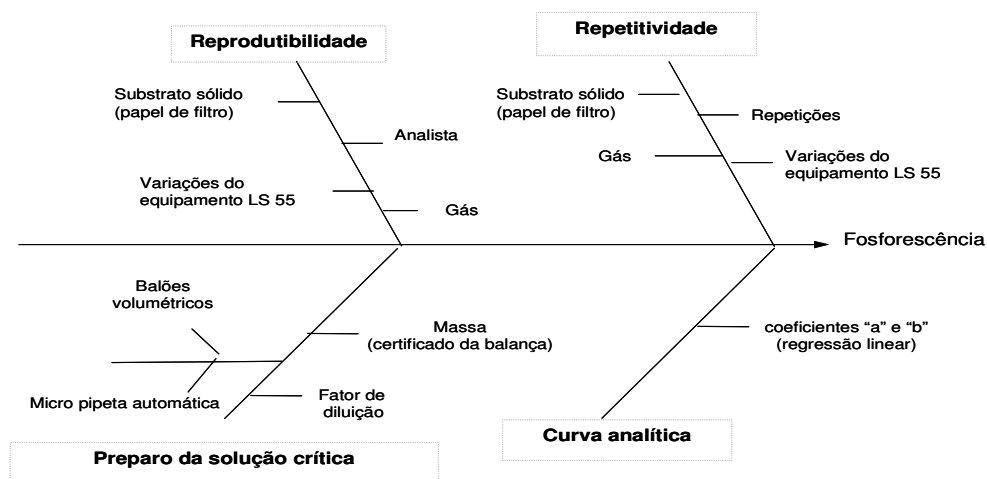 Reprodutibilidade
Repetitividade
Substrato sólido
(papel de filtro)
Analista
Variações do
equipamento LS 55
Gás
Substrato sólido
(papel de filtro)
Repetições
Gás
Variações do
equipamento LS 55
Fosforescência
Balões
volumétricos
Massa
(certificado da balança)
Micro pipeta automática
Fator de
diluição
coeficientes “a” e “b”
(regressão linear)
Preparo da solução crítica
Curva analítica